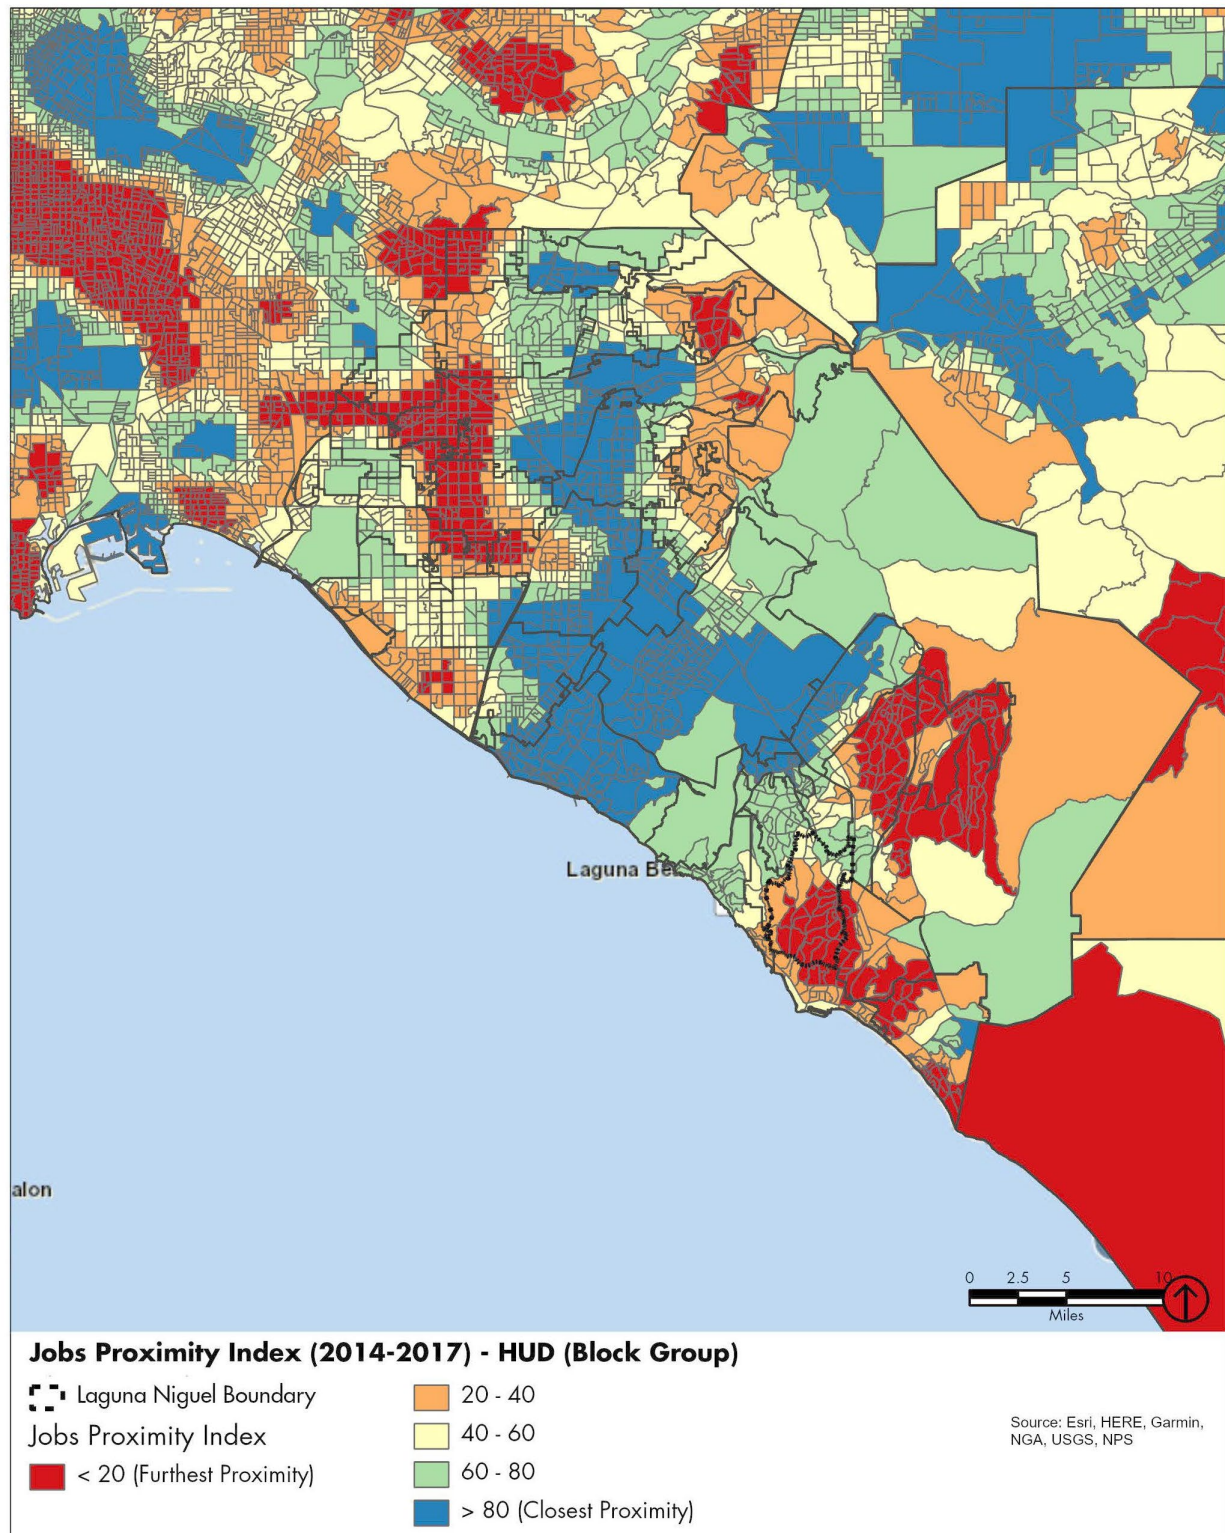 Laguna Be
alon
0 2.5 5 10
Miles
Jobs Proximity Index (2014-2017) - HUD (Block Group)
Laguna Niguel Boundary
Jobs Proximity Index
< 20 (Furthest Proximity)
20 - 40
40 - 60
60 - 80
> 80 (Closest Proximity)
Source: Esri, HERE, Garmin,
NGA, USGS, NPS